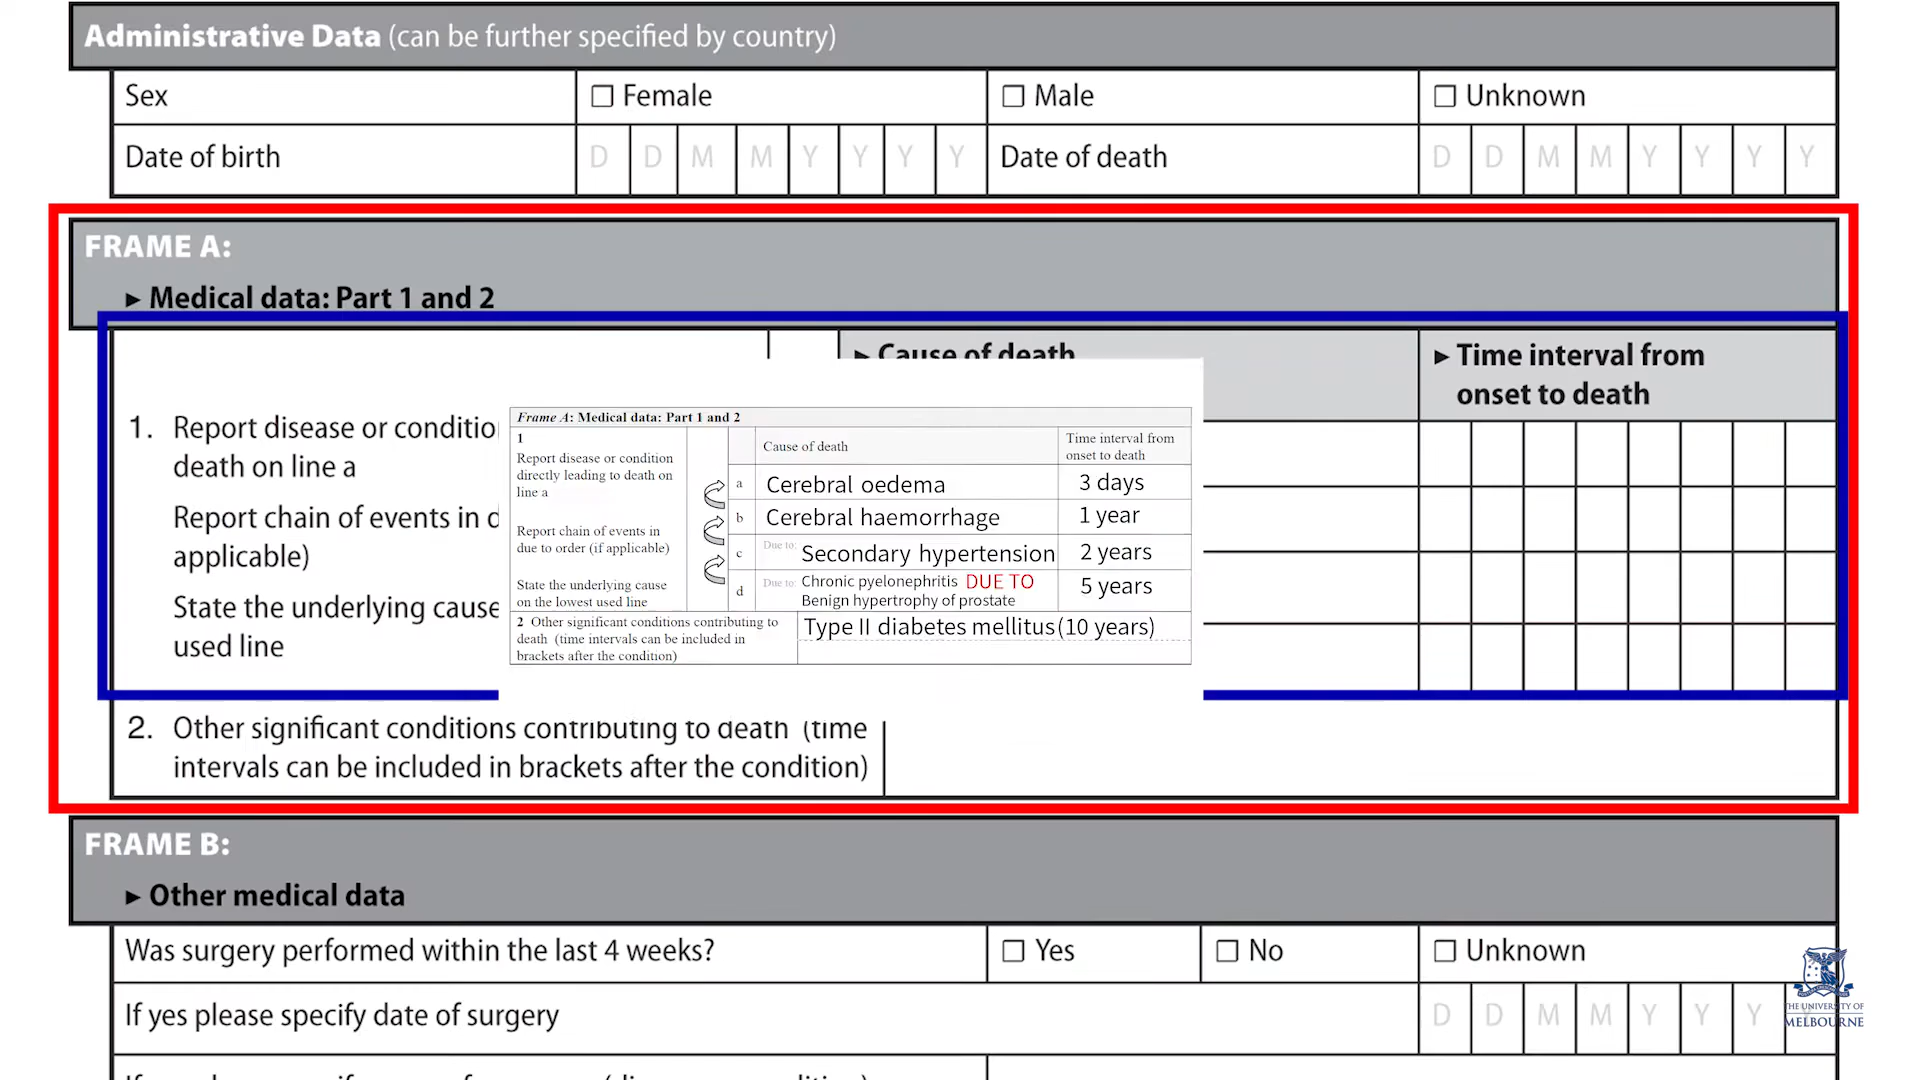 Administrative Data (can be further specified by country)
Sex ☐ Female ☐ Male ☐ Unknown
Date of birth D D M M Y Y Y Y Date of death D D M M Y Y Y Y
FRAME A:
▸ Medical data: Part 1 and 2
▸ Cause of death
▸ Time interval from
onset to death
1. Report disease or conditio
death on line a
Report chain of events in d
applicable)
State the underlying cause
used line
Frame A: Medical data: Part 1 and 2
1
Report disease or condition
directly leading to death on
line a
Report chain of events in
due to order (if applicable)
State the underlying cause
on the lowest used line
Cause of death
Time interval from
onset to death
a Cerebral oedema 3 days
b Cerebral haemorrhage 1 year
c Due to: Secondary hypertension 2 years
d Due to: Chronic pyelonephritis DUE TO
Benign hypertrophy of prostate
5 years
2 Other significant conditions contributing to
death (time intervals can be included in
brackets after the condition)
Type II diabetes mellitus (10 years)
2. Other significant conditions contributing to death (time
intervals can be included in brackets after the condition)
FRAME B:
▸ Other medical data
Was surgery performed within the last 4 weeks? ☐ Yes ☐ No ☐ Unknown
If yes please specify date of surgery D D M M Y Y Y
THE UNIVERSITY OF
MELBOURNE